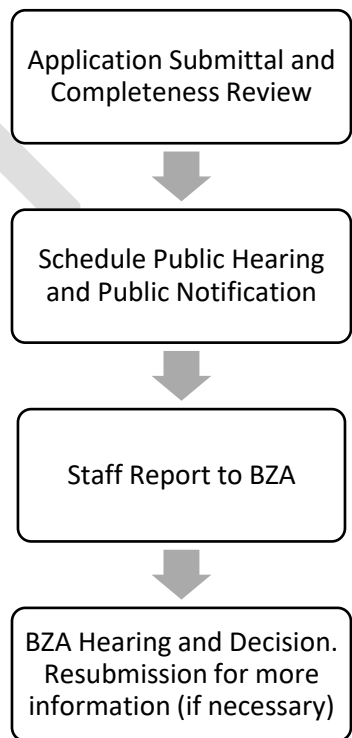 Application Submittal and
Completeness Review
Schedule Public Hearing
and Public Notification
Staff Report to BZA
BZA Hearing and Decision.
Resubmission for more
information (if necessary)